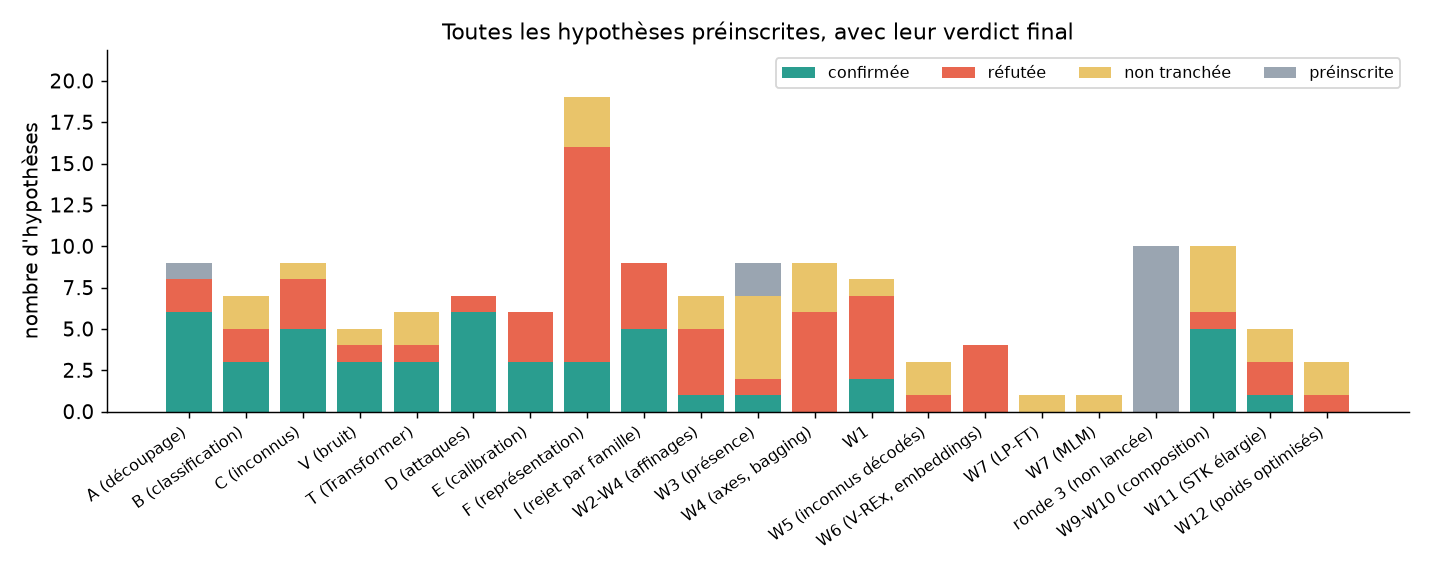 Toutes les hypothèses préinscrites, avec leur verdict final
confirmée
réfutée
non tranchée
préinscrite
nombre d'hypothèses
20.0
17.5
15.0
12.5
10.0
7.5
5.0
2.5
0.0
A (découpage)
B (classification)
C (inconnus)
V (bruit)
T (Transformer)
D (attaques)
E (calibration)
F (représentation)
I (rejet par famille)
W2-W4 (affinages)
W3 (présence)
W4 (axes, bagging)
W1
W5 (inconnus décodés)
W6 (V-REx, embeddings)
W7 (LP-FT)
W7 (MLM)
ronde 3 (non lancée)
W9-W10 (composition)
W11 (STK élargie)
W12 (poids optimisés)